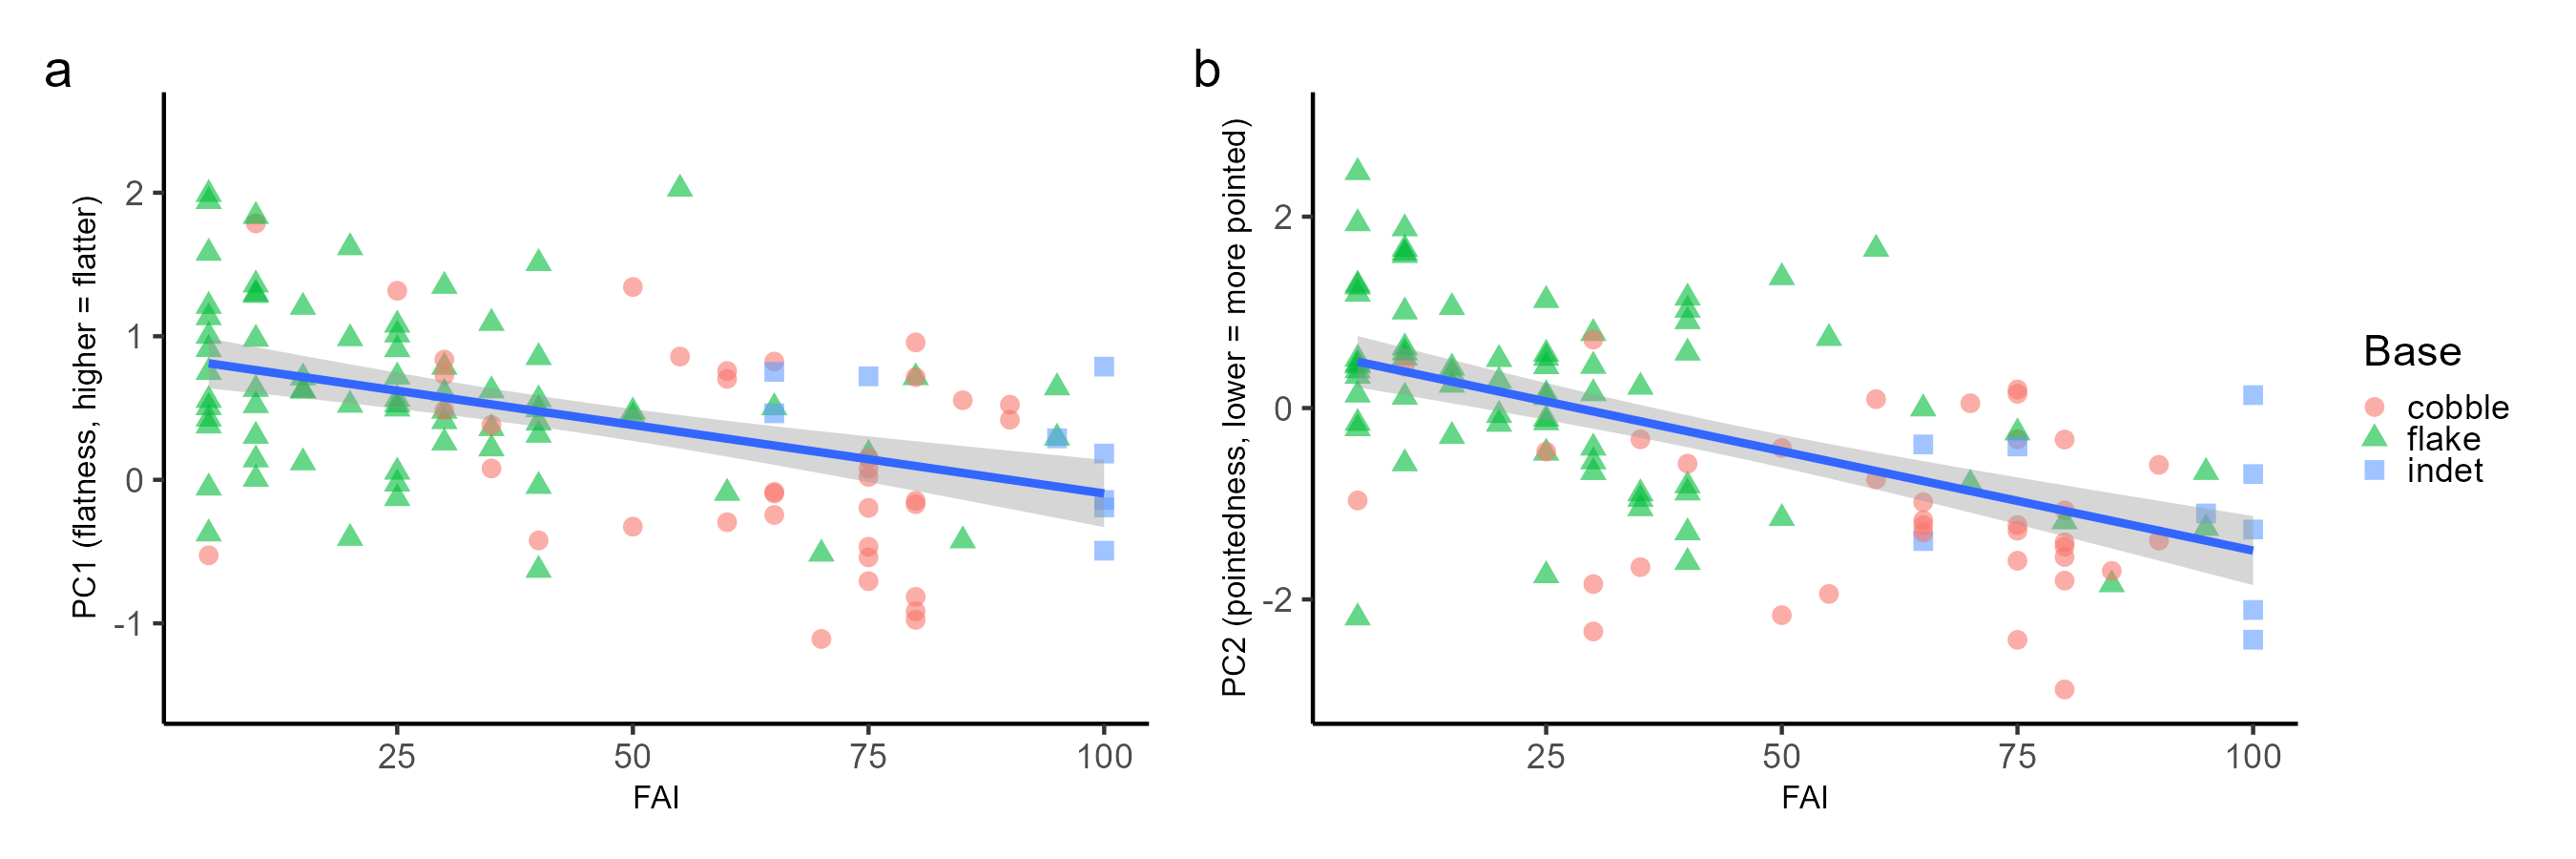 a
PC1 (flatness, higher = flatter)
2
1
0
-1
25
50
75
100
FAI
b
PC2 (pointedness, lower = more pointed)
2
0
-2
25
50
75
100
FAI
Base
cobble
flake
indet